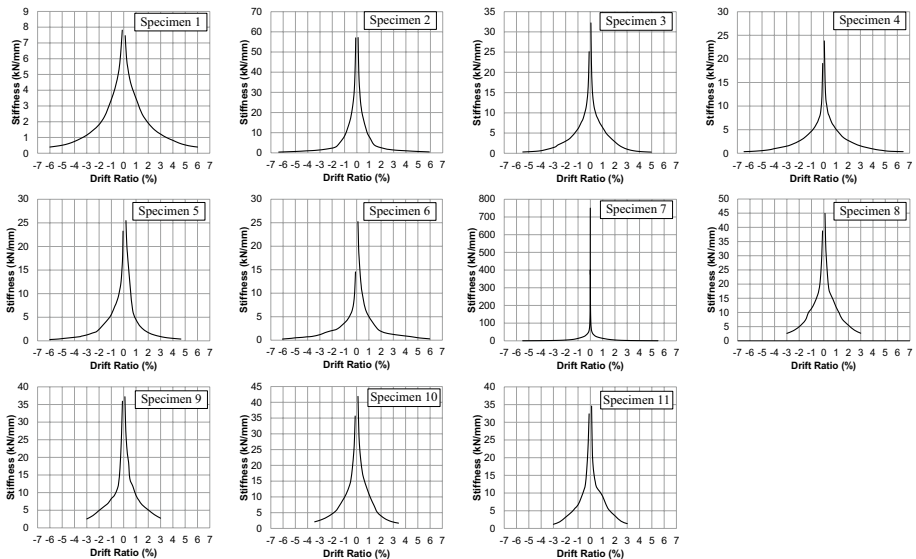 Specimen 1
Stiffness (kN/mm)
9
8
7
6
5
4
3
2
1
0
-7 -6 -5 -4 -3 -2 -1 0 1 2 3 4 5 6 7
Drift Ratio (%)
Specimen 2
Stiffness (kN/mm)
70
60
50
40
30
20
10
0
-7 -6 -5 -4 -3 -2 -1 0 1 2 3 4 5 6 7
Drift Ratio (%)
Specimen 3
Stiffness (kN/mm)
35
30
25
20
15
10
5
0
-7 -6 -5 -4 -3 -2 -1 0 1 2 3 4 5 6 7
Drift Ratio (%)
Specimen 4
Stiffness (kN/mm)
30
25
20
15
10
5
0
-7 -6 -5 -4 -3 -2 -1 0 1 2 3 4 5 6 7
Drift Ratio (%)
Specimen 5
Stiffness (kN/mm)
30
25
20
15
10
5
0
-7 -6 -5 -4 -3 -2 -1 0 1 2 3 4 5 6 7
Drift Ratio (%)
Specimen 6
Stiffness (kN/mm)
30
25
20
15
10
5
0
-7 -6 -5 -4 -3 -2 -1 0 1 2 3 4 5 6 7
Drift Ratio (%)
Specimen 7
Stiffness (kN/mm)
800
700
600
500
400
300
200
100
0
-7 -6 -5 -4 -3 -2 -1 0 1 2 3 4 5 6 7
Drift Ratio (%)
Specimen 8
Stiffness (kN/mm)
50
45
40
35
30
25
20
15
10
5
0
-7 -6 -5 -4 -3 -2 -1 0 1 2 3 4 5 6 7
Drift Ratio (%)
Specimen 9
Stiffness (kN/mm)
40
35
30
25
20
15
10
5
0
-7 -6 -5 -4 -3 -2 -1 0 1 2 3 4 5 6 7
Drift Ratio (%)
Specimen 10
Stiffness (kN/mm)
45
40
35
30
25
20
15
10
5
0
-7 -6 -5 -4 -3 -2 -1 0 1 2 3 4 5 6 7
Drift Ratio (%)
Specimen 11
Stiffness (kN/mm)
40
35
30
25
20
15
10
5
0
-7 -6 -5 -4 -3 -2 -1 0 1 2 3 4 5 6 7
Drift Ratio (%)